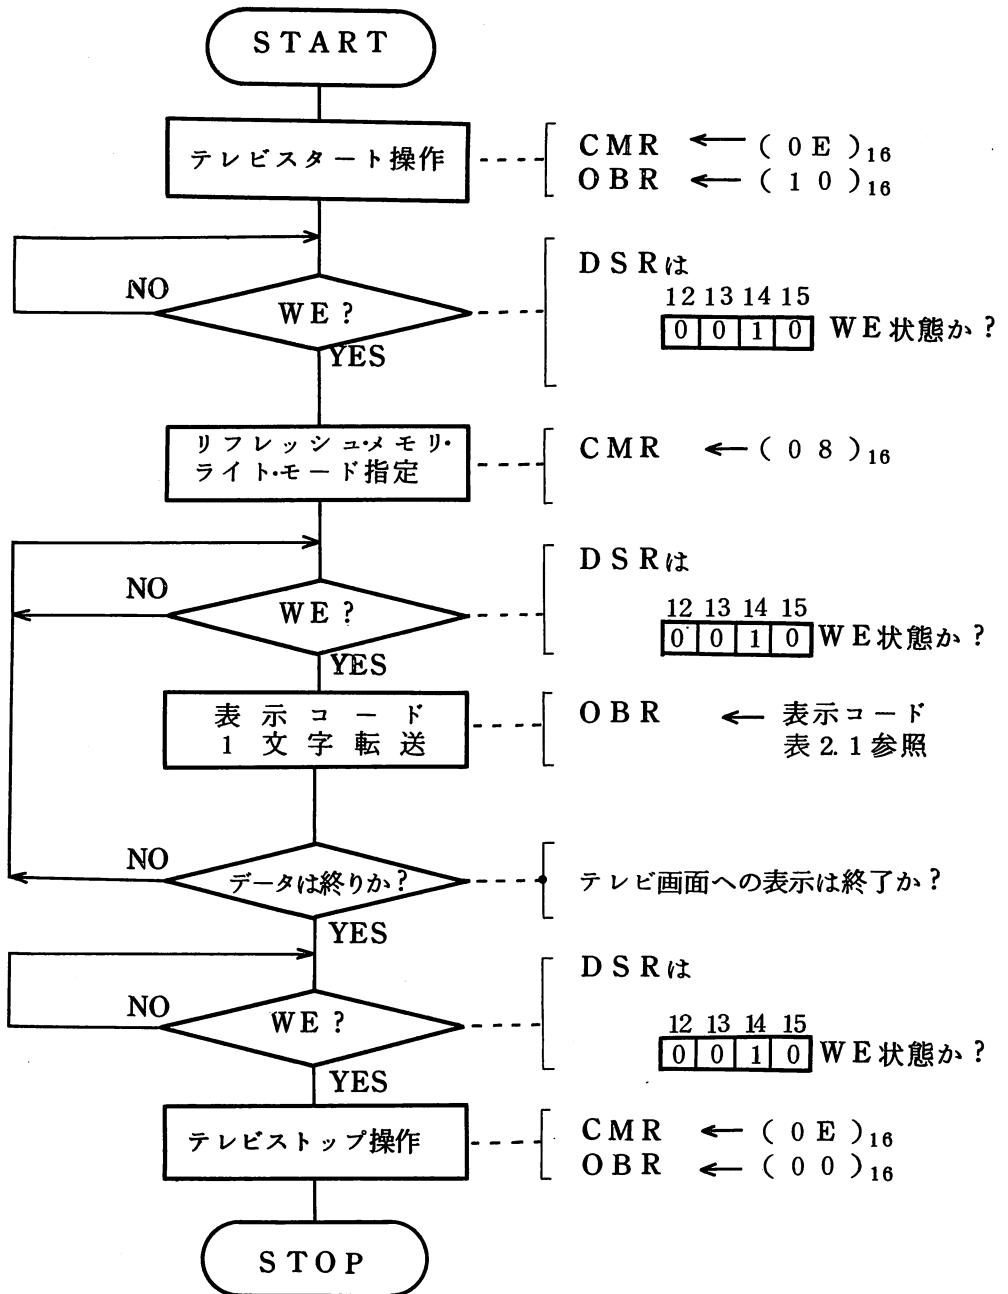 START
テレビスタート操作
CMR ← (0E)16
OBR ← (10)16
NO
WE?
YES
DSRは
12 13 14 15
0 0 1 0 WE状態か?
リフレッシュ・メモリ・
ライト・モード指定
CMR ← (08)16
NO
WE?
YES
DSRは
12 13 14 15
0 0 1 0 WE状態か?
表示コード
1文字転送
OBR ← 表示コード
表2.1参照
NO
データは終りか?
YES
テレビ画面への表示は終了か?
NO
WE?
YES
DSRは
12 13 14 15
0 0 1 0 WE状態か?
テレビストップ操作
CMR ← (0E)16
OBR ← (00)16
STOP